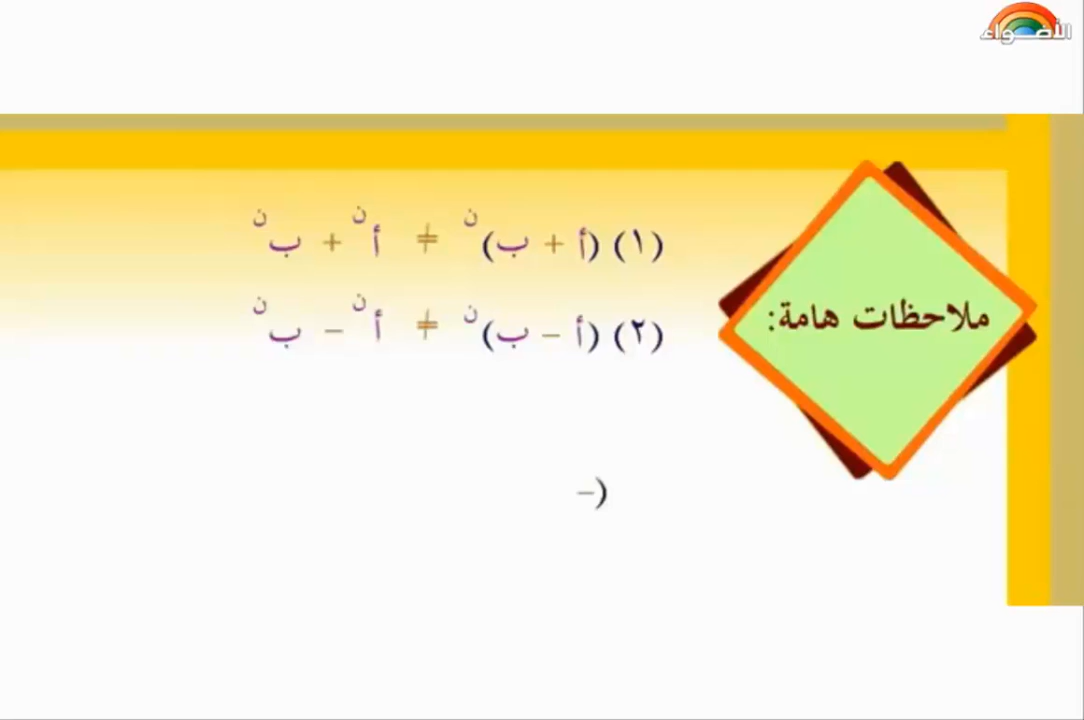 الأضواء
(١) (أ + ب)ن ≠ أن + بن
ملاحظات هامة:
(٢) (أ – ب)ن ≠ أن – بن
(–